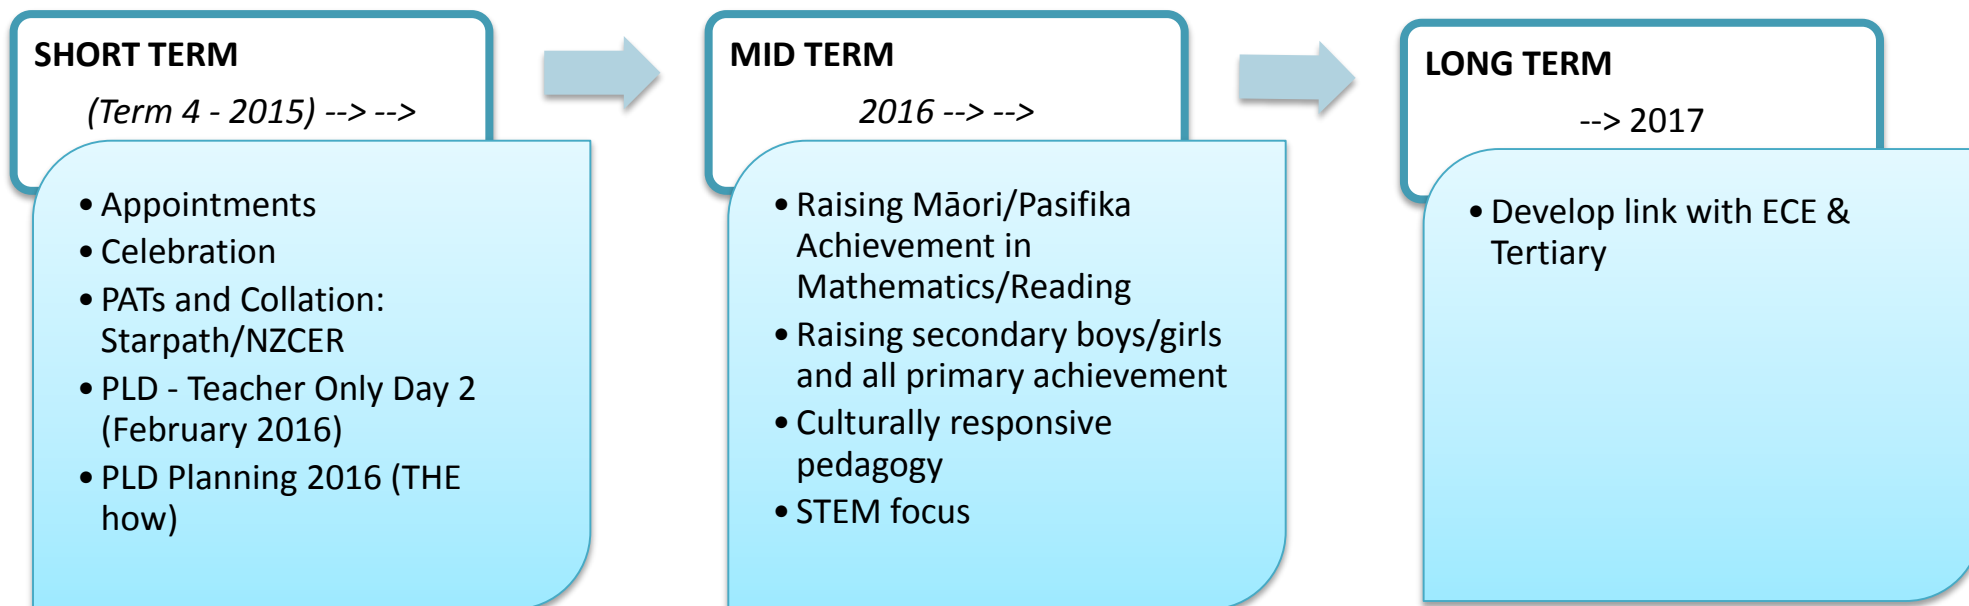 SHORT TERM
(Term 4 - 2015) --> -->
• Appointments
• Celebration
• PATs and Collation:
Starpath/NZCER
• PLD - Teacher Only Day 2
(February 2016)
• PLD Planning 2016 (THE
how)
MID TERM
2016 --> -->
• Raising Māori/Pasifika
Achievement in
Mathematics/Reading
• Raising secondary boys/girls
and all primary achievement
• Culturally responsive
pedagogy
• STEM focus
LONG TERM
--> 2017
• Develop link with ECE &
Tertiary